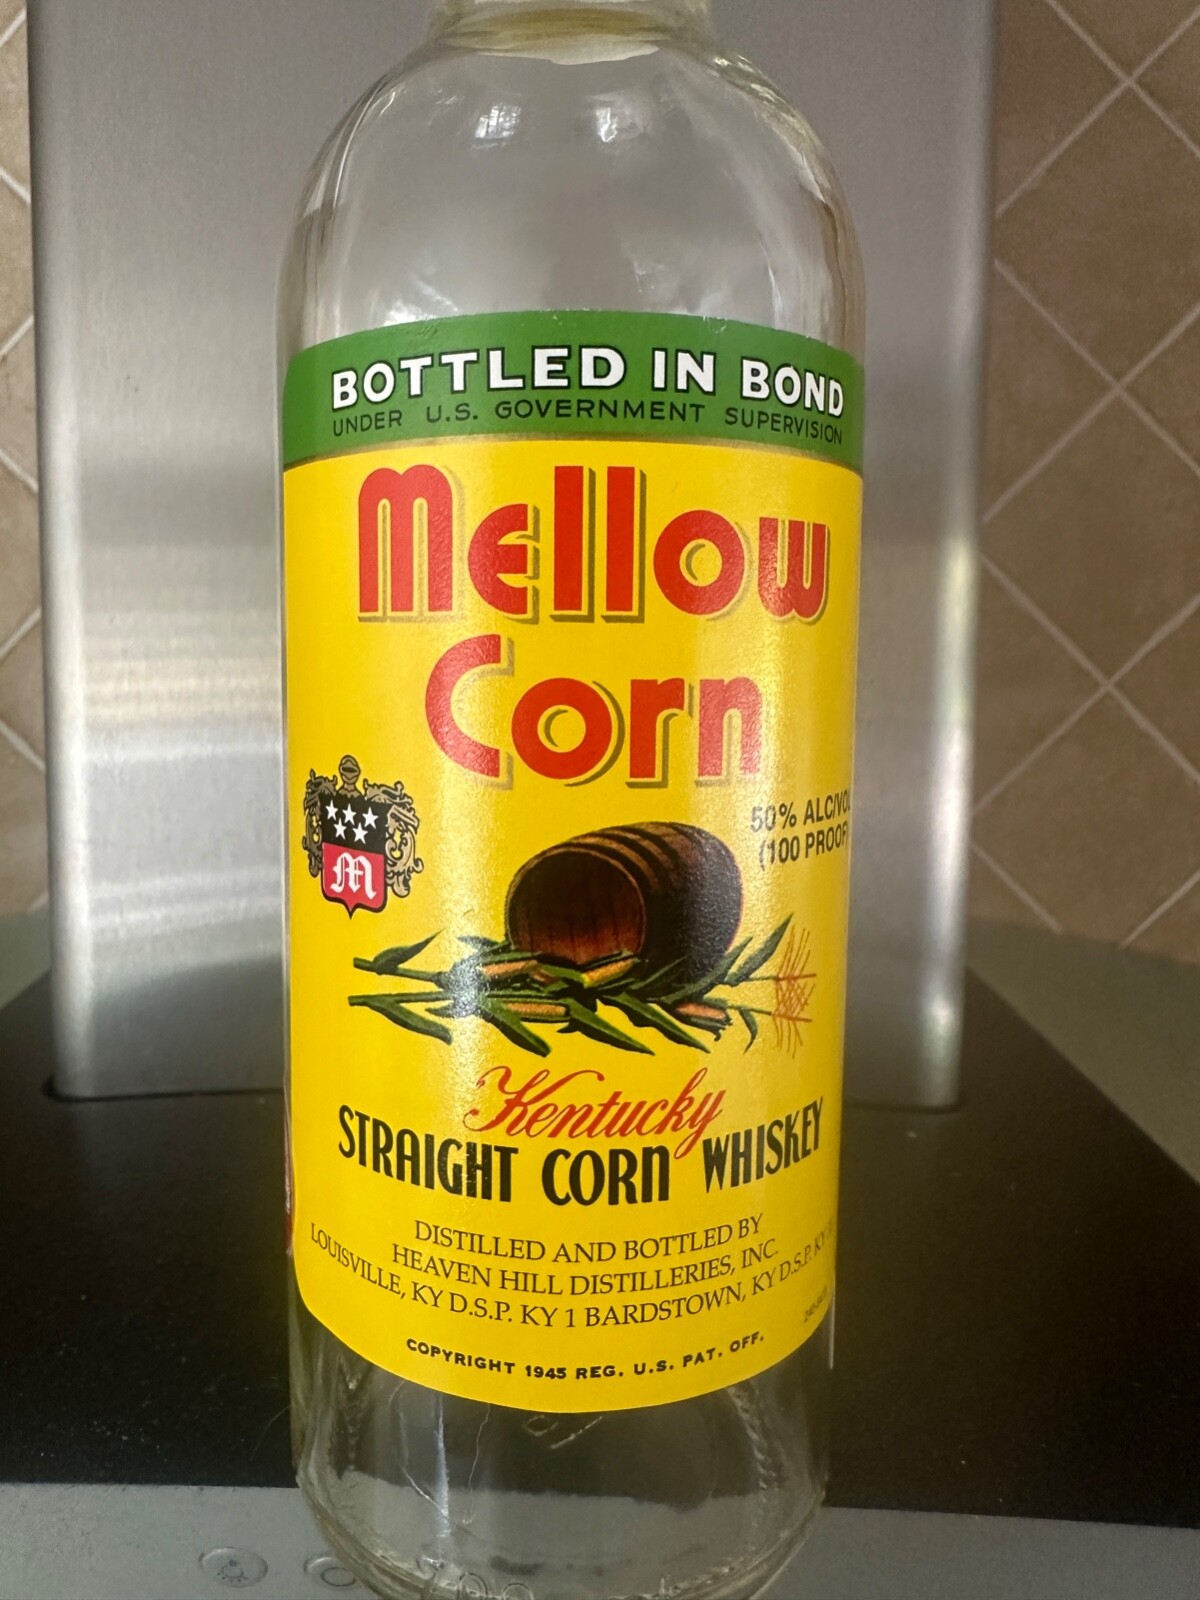 BOTTLED IN BOND
UNDER U.S. GOVERNMENT SUPERVISION
Mellow
Corn
50% ALC/VOL
(100 PROOF)
M
Kentucky
STRAIGHT CORN WHISKEY
DISTILLED AND BOTTLED BY
HEAVEN HILL DISTILLERIES, INC.
LOUISVILLE, KY D.S.P. KY 1 BARDSTOWN, KY D.S.P. KY
COPYRIGHT 1945 REG. U.S. PAT. OFF.